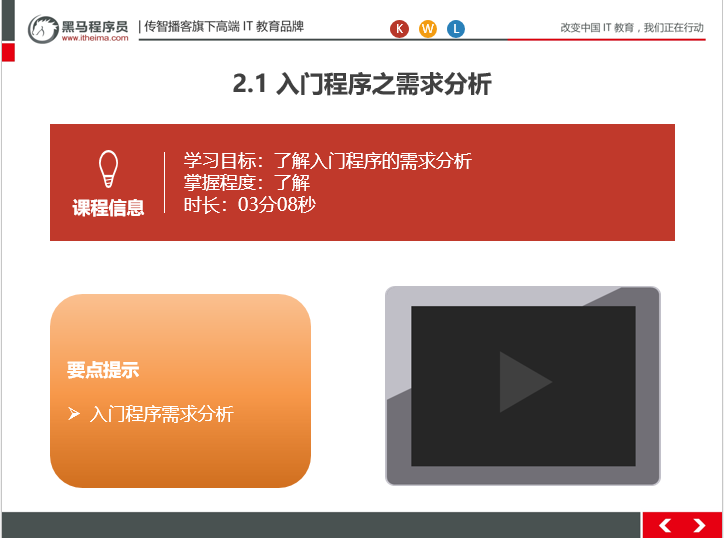 黑马程序员
www.itheima.com
传智播客旗下高端 IT 教育品牌
K W L
改变中国 IT 教育，我们正在行动
2.1 入门程序之需求分析
课程信息
学习目标：了解入门程序的需求分析
掌握程度：了解
时长：03分08秒
要点提示
➢ 入门程序需求分析